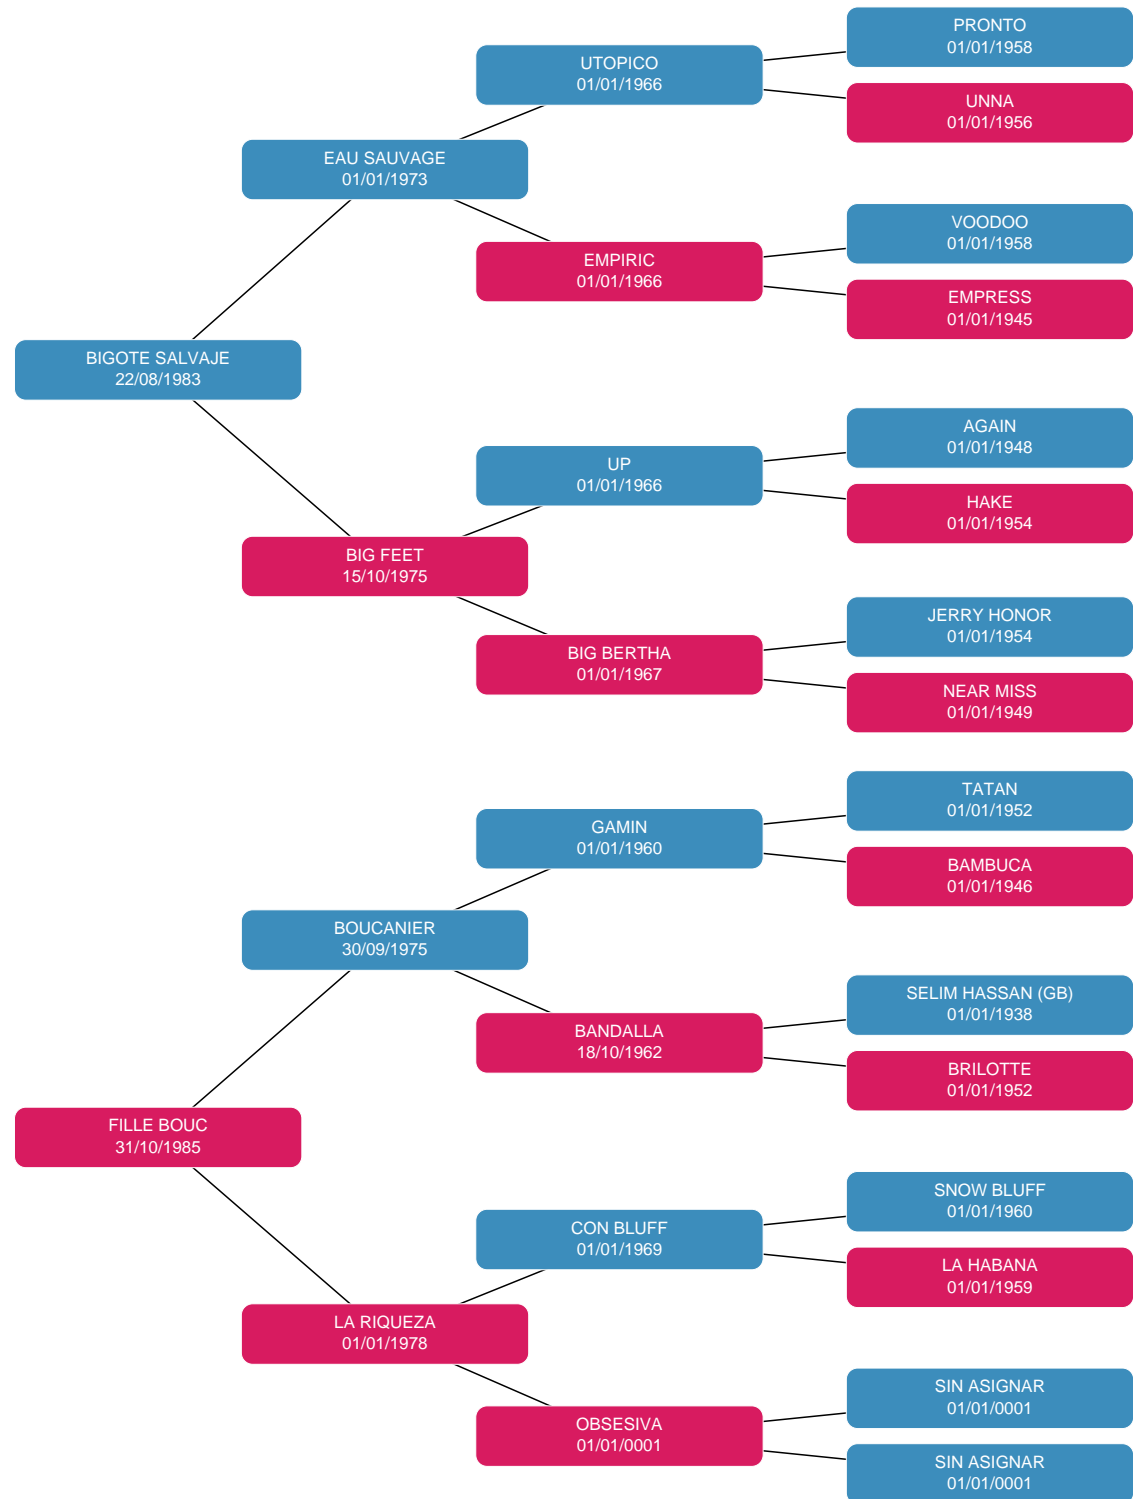 PRONTO
01/01/1958
UTOPICO
01/01/1966
UNNA
01/01/1956
EAU SAUVAGE
01/01/1973
VOODOO
01/01/1958
EMPIRIC
01/01/1966
EMPRESS
01/01/1945
BIGOTE SALVAJE
22/08/1983
AGAIN
01/01/1948
UP
01/01/1966
HAKE
01/01/1954
BIG FEET
15/10/1975
JERRY HONOR
01/01/1954
BIG BERTHA
01/01/1967
NEAR MISS
01/01/1949
TATAN
01/01/1952
GAMIN
01/01/1960
BAMBUCA
01/01/1946
BOUCANIER
30/09/1975
SELIM HASSAN (GB)
01/01/1938
BANDALLA
18/10/1962
BRILOTTE
01/01/1952
FILLE BOUC
31/10/1985
SNOW BLUFF
01/01/1960
CON BLUFF
01/01/1969
LA HABANA
01/01/1959
LA RIQUEZA
01/01/1978
SIN ASIGNAR
01/01/0001
OBSESIVA
01/01/0001
SIN ASIGNAR
01/01/0001